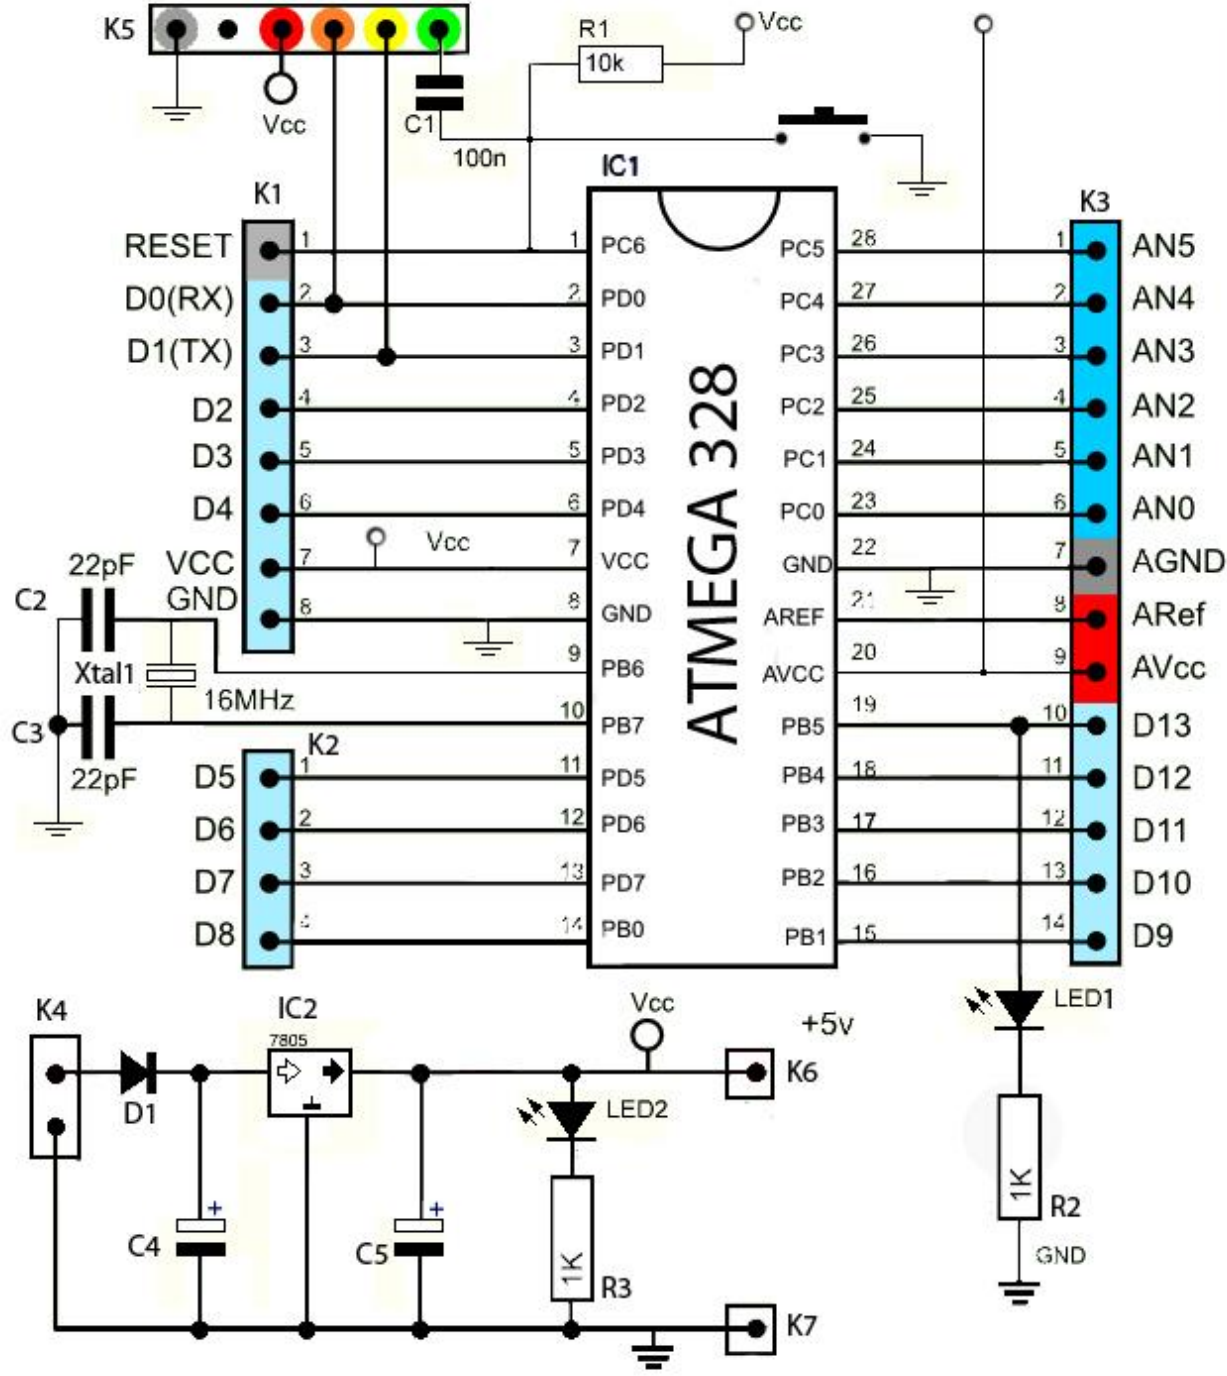 K5
R1
Vcc
10k
Vcc
C1
100n
IC1
K1
K3
RESET 1 1 PC6 PC5 28 1 AN5
D0(RX) 2 2 PD0 PC4 27 2 AN4
D1(TX) 3 3 PD1 PC3 26 3 AN3
D2 4 4 PD2 PC2 25 4 AN2
D3 5 5 PD3 PC1 24 5 AN1
D4 6 6 PD4 PC0 23 6 AN0
ATMEGA 328
Vcc
VCC 7 7 VCC GND 22 7 AGND
22pF
C2
GND 8 8 GND AREF 21 8 ARef
9 PB6 AVCC 20 9 AVcc
Xtal1
16MHz
C3
10 PB7 PB5 19 10 D13
22pF
K2
D5 1 11 PD5 PB4 18 11 D12
D6 2 12 PD6 PB3 17 12 D11
D7 3 13 PD7 PB2 16 13 D10
D8 4 14 PB0 PB1 15 14 D9
K4
IC2
7805
Vcc
+5v
LED1
K6
D1
LED2
1K
R2
+
+
C4
C5
1K
R3
GND
K7